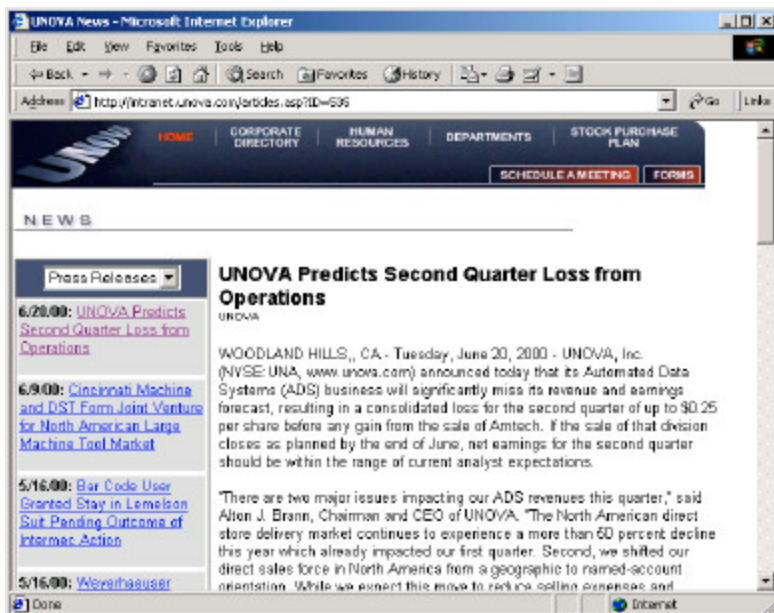 UNOVA News - Microsoft Internet Explorer
File Edit View Favorites Tools Help
Back Search Favorites History
Address http://intranet.unova.com/articles.asp?ID=535 Go Links
UNOVA
HOME CORPORATE DIRECTORY HUMAN RESOURCES DEPARTMENTS STOCK PURCHASE PLAN
SCHEDULE A MEETING FORMS
NEWS
Press Releases
6/20.00: UNOVA Predicts
Second Quarter Loss from
Operations
6/9.00: Cincinnati Machine
and DST Form Joint Venture
for North American Large
Machine Tool Market
5/16.00: Bar Code User
Granted Stay in Lemelson
Suit Pending Outcome of
Intermec Action
5/16.00: Weyerhaeuser
UNOVA Predicts Second Quarter Loss from
Operations
UNOVA
WOODLAND HILLS,, CA - Tuesday, June 20, 2000 - UNOVA, Inc.
(NYSE: UNA, www.unova.com) announced today that its Automated Data
Systems (ADS) business will significantly miss its revenue and earnings
forecast, resulting in a consolidated loss for the second quarter of up to $0.25
per share before any gain from the sale of Amtech. If the sale of that division
closes as planned by the end of June, net earnings for the second quarter
should be within the range of current analyst expectations.
"There are two major issues impacting our ADS revenues this quarter," said
Alton J. Brann, Chairman and CEO of UNOVA. "The North American direct
store delivery market continues to experience a more than 60 percent decline
this year which already impacted our first quarter. Second, we shifted our
direct sales force in North America from a geographic to named-account
orientation. While we expect this move to reduce selling expenses and
Done Internet